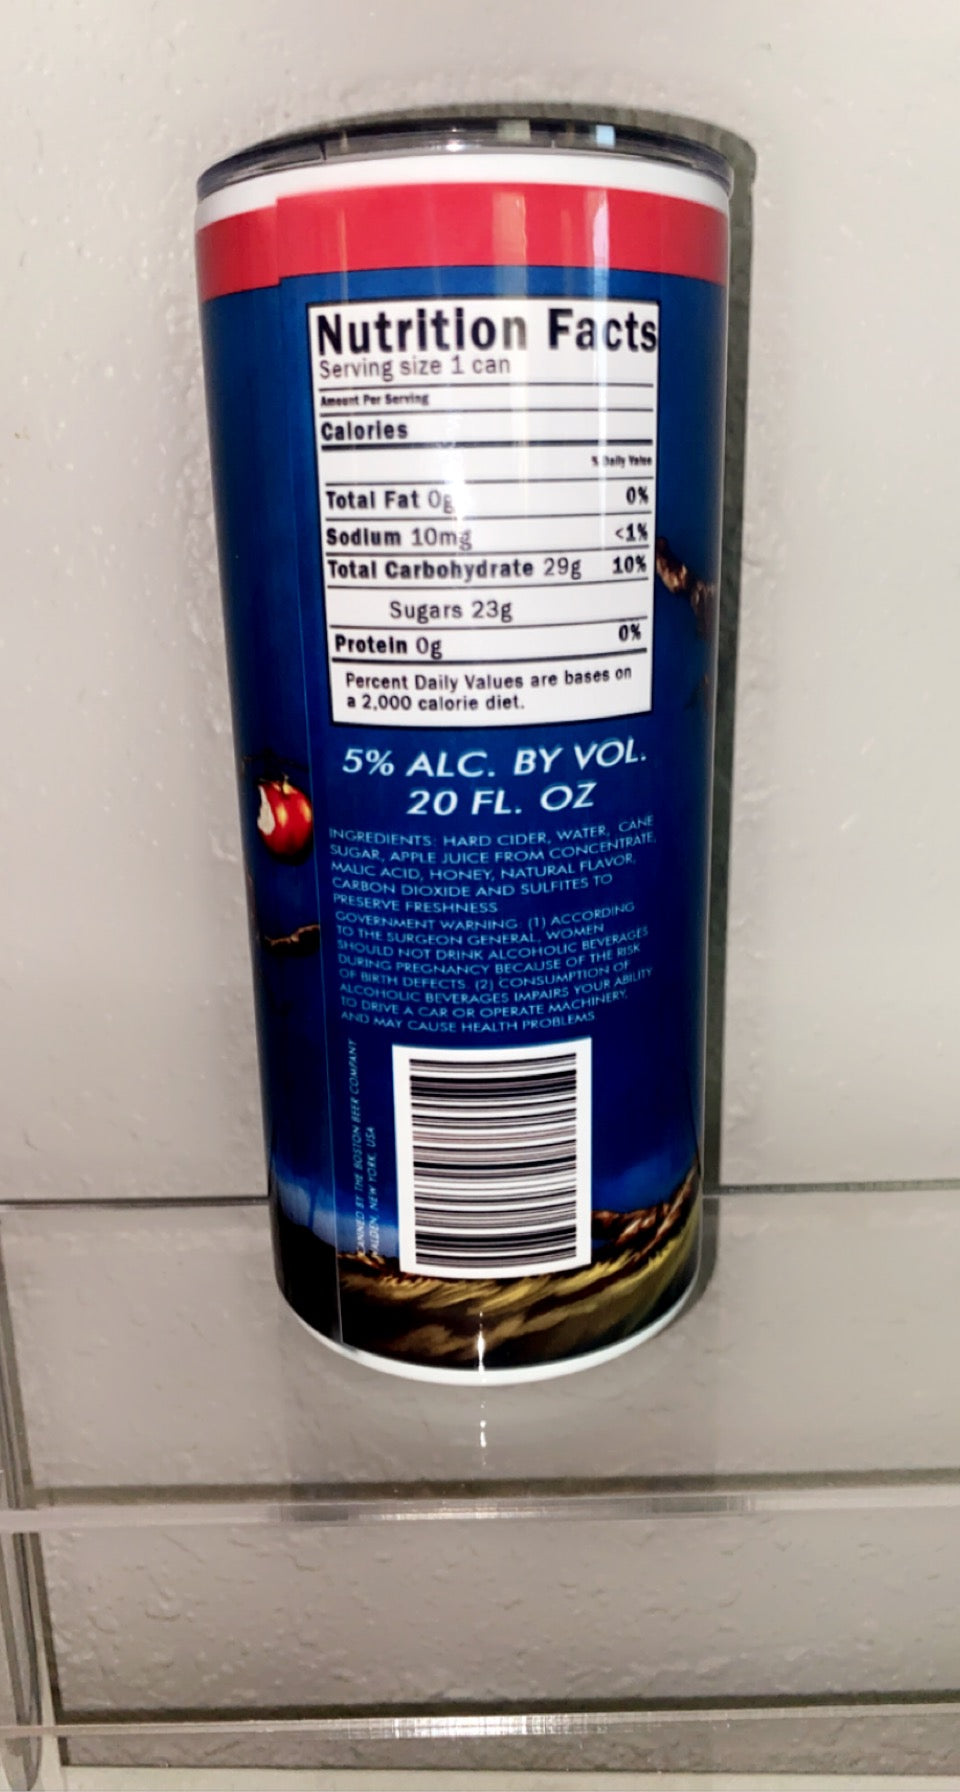 Nutrition Facts
Serving size 1 can
Amount Per Serving
Calories
% Daily Value
Total Fat 0g 0%
Sodium 10mg <1%
Total Carbohydrate 29g 10%
Sugars 23g
Protein 0g 0%
Percent Daily Values are bases on
a 2,000 calorie diet.
5% ALC. BY VOL.
20 FL. OZ
INGREDIENTS: HARD CIDER, WATER, CANE
SUGAR, APPLE JUICE FROM CONCENTRATE,
MALIC ACID, HONEY, NATURAL FLAVOR,
CARBON DIOXIDE AND SULFITES TO
PRESERVE FRESHNESS
GOVERNMENT WARNING: (1) ACCORDING
TO THE SURGEON GENERAL, WOMEN
SHOULD NOT DRINK ALCOHOLIC BEVERAGES
DURING PREGNANCY BECAUSE OF THE RISK
OF BIRTH DEFECTS. (2) CONSUMPTION OF
ALCOHOLIC BEVERAGES IMPAIRS YOUR ABILITY
TO DRIVE A CAR OR OPERATE MACHINERY,
AND MAY CAUSE HEALTH PROBLEMS
CANNED BY THE BOSTON BEER COMPANY
WALDEN, NEW YORK, USA